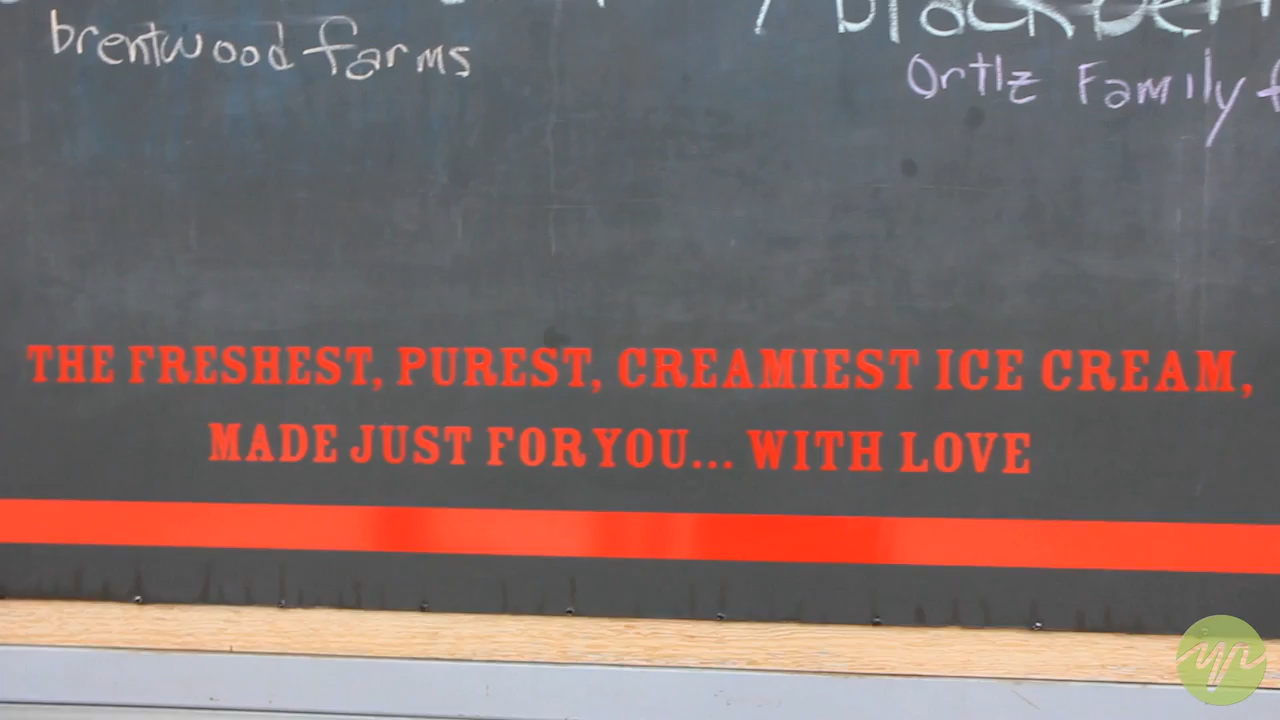 brentwood farms
Ortiz Family
THE FRESHEST, PUREST, CREAMIEST ICE CREAM,
MADE JUST FOR YOU... WITH LOVE